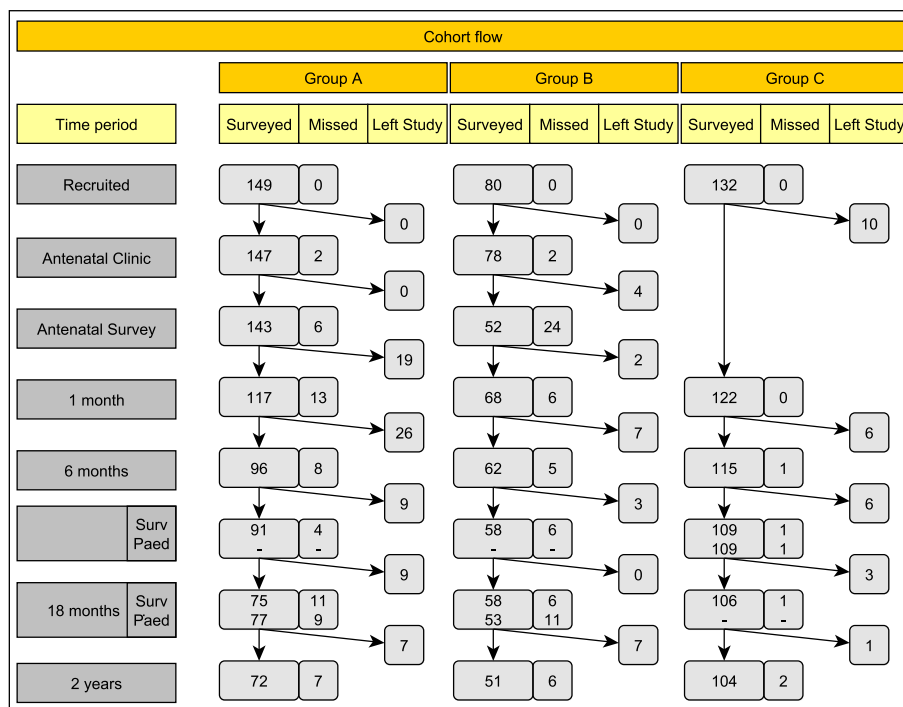 Cohort flow
Group A Group B Group C
Time period Surveyed Missed Left Study Surveyed Missed Left Study Surveyed Missed Left Study
Recruited 149 0 80 0 132 0
0 0 10
Antenatal Clinic 147 2 78 2
0 4
Antenatal Survey 143 6 52 24
19 2
1 month 117 13 68 6 122 0
26 7 6
6 months 96 8 62 5 115 1
9 3 6
Surv 91 4 58 6 109 1
Paed - - - - 109 1
9 0 3
18 months Surv 75 11 58 6 106 1
Paed 77 9 53 11 - -
7 7 1
2 years 72 7 51 6 104 2